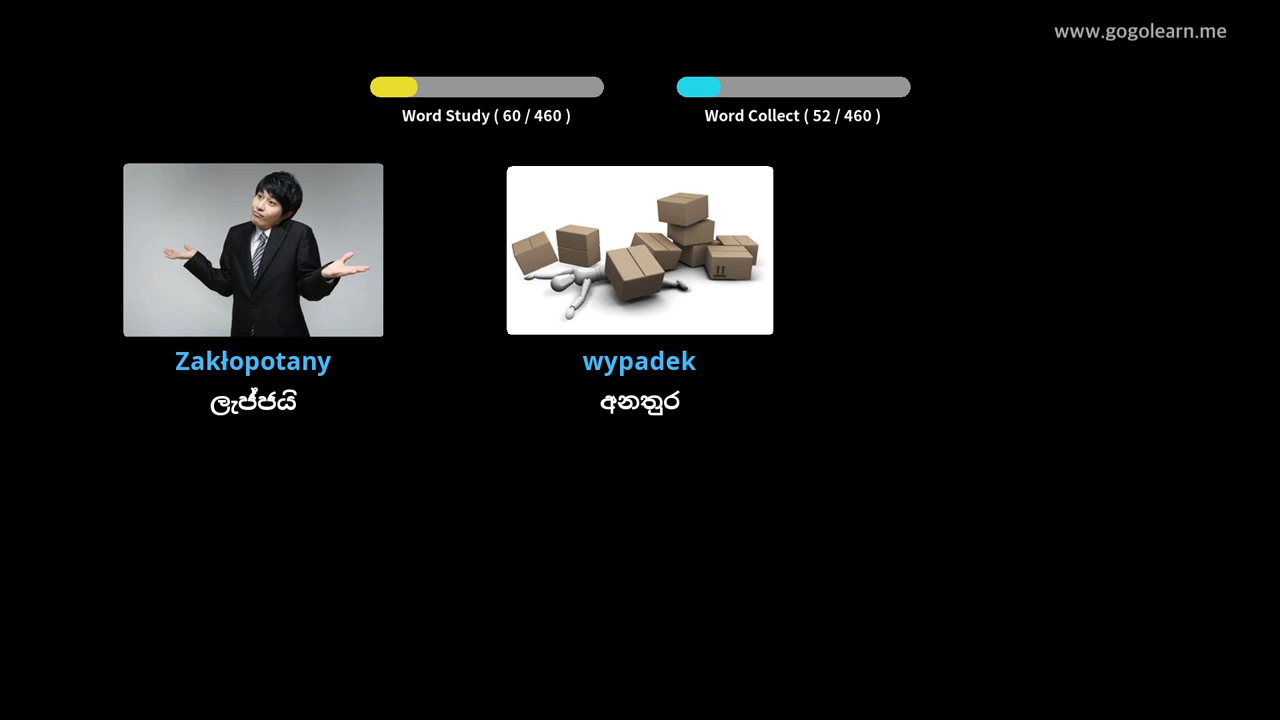 www.gogolearn.me
Word Study ( 60 / 460 )
Word Collect ( 52 / 460 )
Zakłopotany
ලැජ්ජයි
wypadek
අනතුර